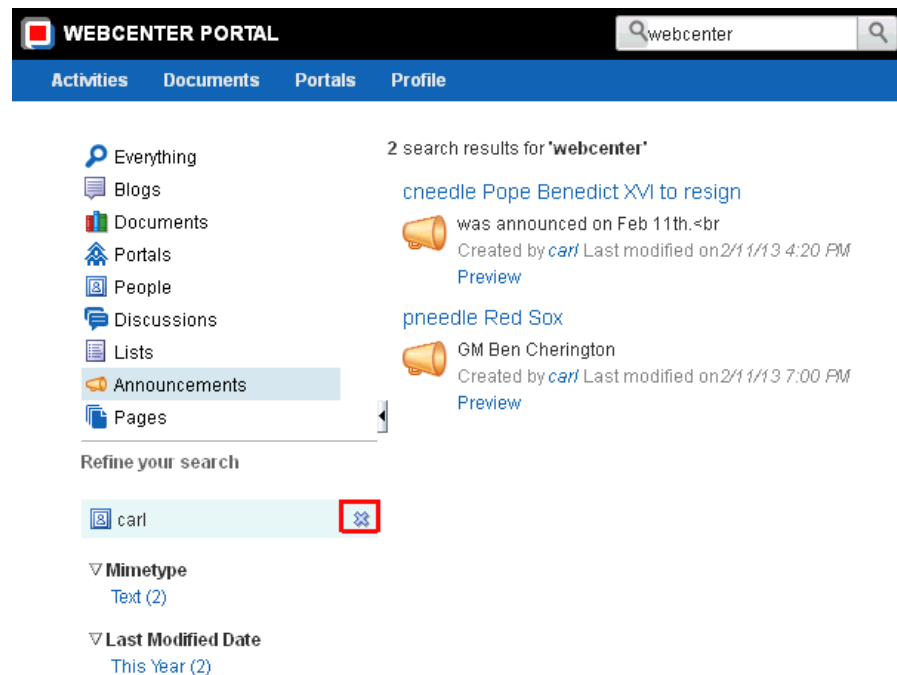 WEBCENTER PORTAL
webcenter
Activities Documents Portals Profile
Everything
Blogs
Documents
Portals
People
Discussions
Lists
Announcements
Pages
Refine your search
carl
Mimetype
Text (2)
Last Modified Date
This Year (2)
2 search results for 'webcenter'
cneedle Pope Benedict XVI to resign
was announced on Feb 11th.<br
Created by carl Last modified on 2/11/13 4:20 PM
Preview
pneedle Red Sox
GM Ben Cherington
Created by carl Last modified on 2/11/13 7:00 PM
Preview